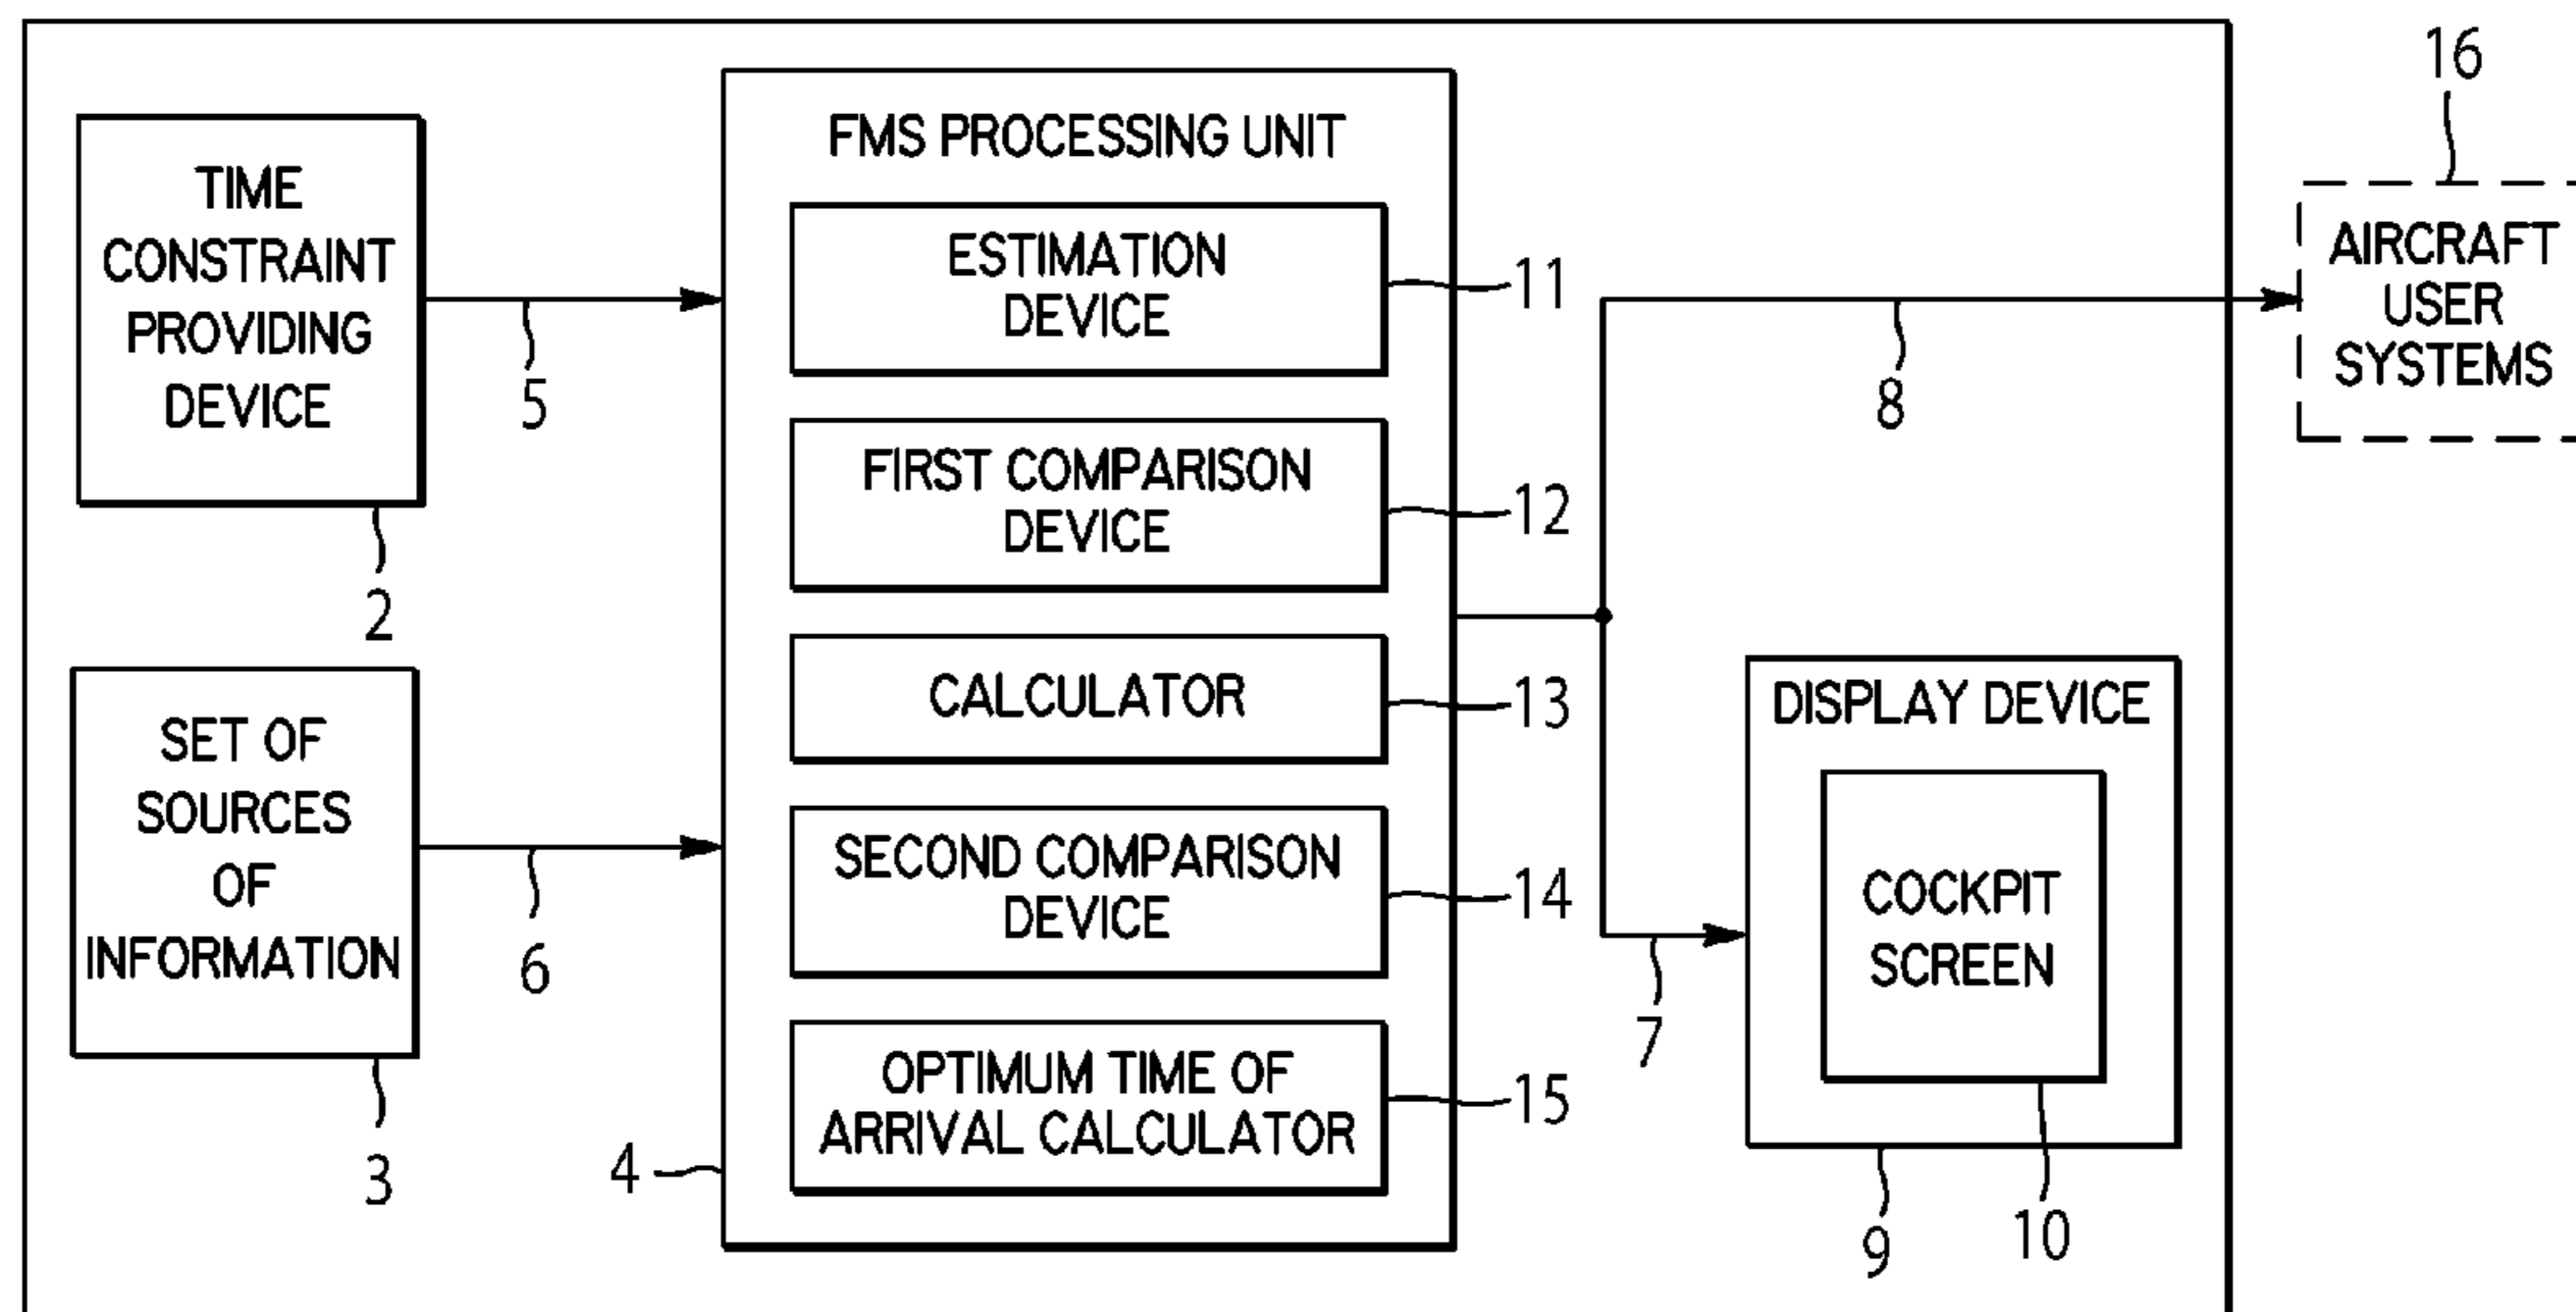 TIME
CONSTRAINT
PROVIDING
DEVICE
2
5
SET OF
SOURCES
OF
INFORMATION
3
6
FMS PROCESSING UNIT
ESTIMATION
DEVICE
11
FIRST COMPARISON
DEVICE
12
CALCULATOR
13
SECOND COMPARISON
DEVICE
14
OPTIMUM TIME OF
ARRIVAL CALCULATOR
15
4
8
7
DISPLAY DEVICE
COCKPIT
SCREEN
9
10
16
AIRCRAFT
USER
SYSTEMS